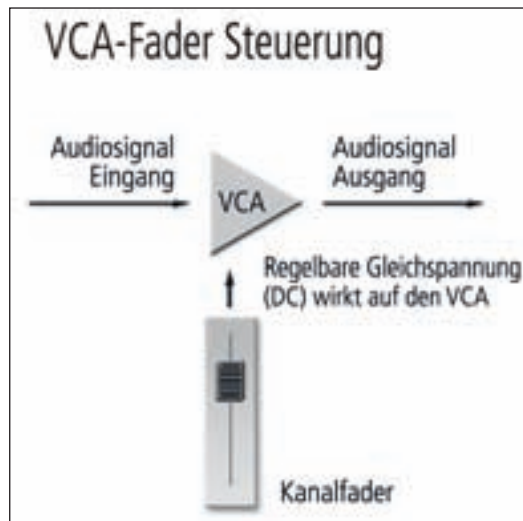 VCA-Fader Steuerung
Audiosignal
Eingang
VCA
Audiosignal
Ausgang
Regelbare Gleichspannung
(DC) wirkt auf den VCA
Kanalfader